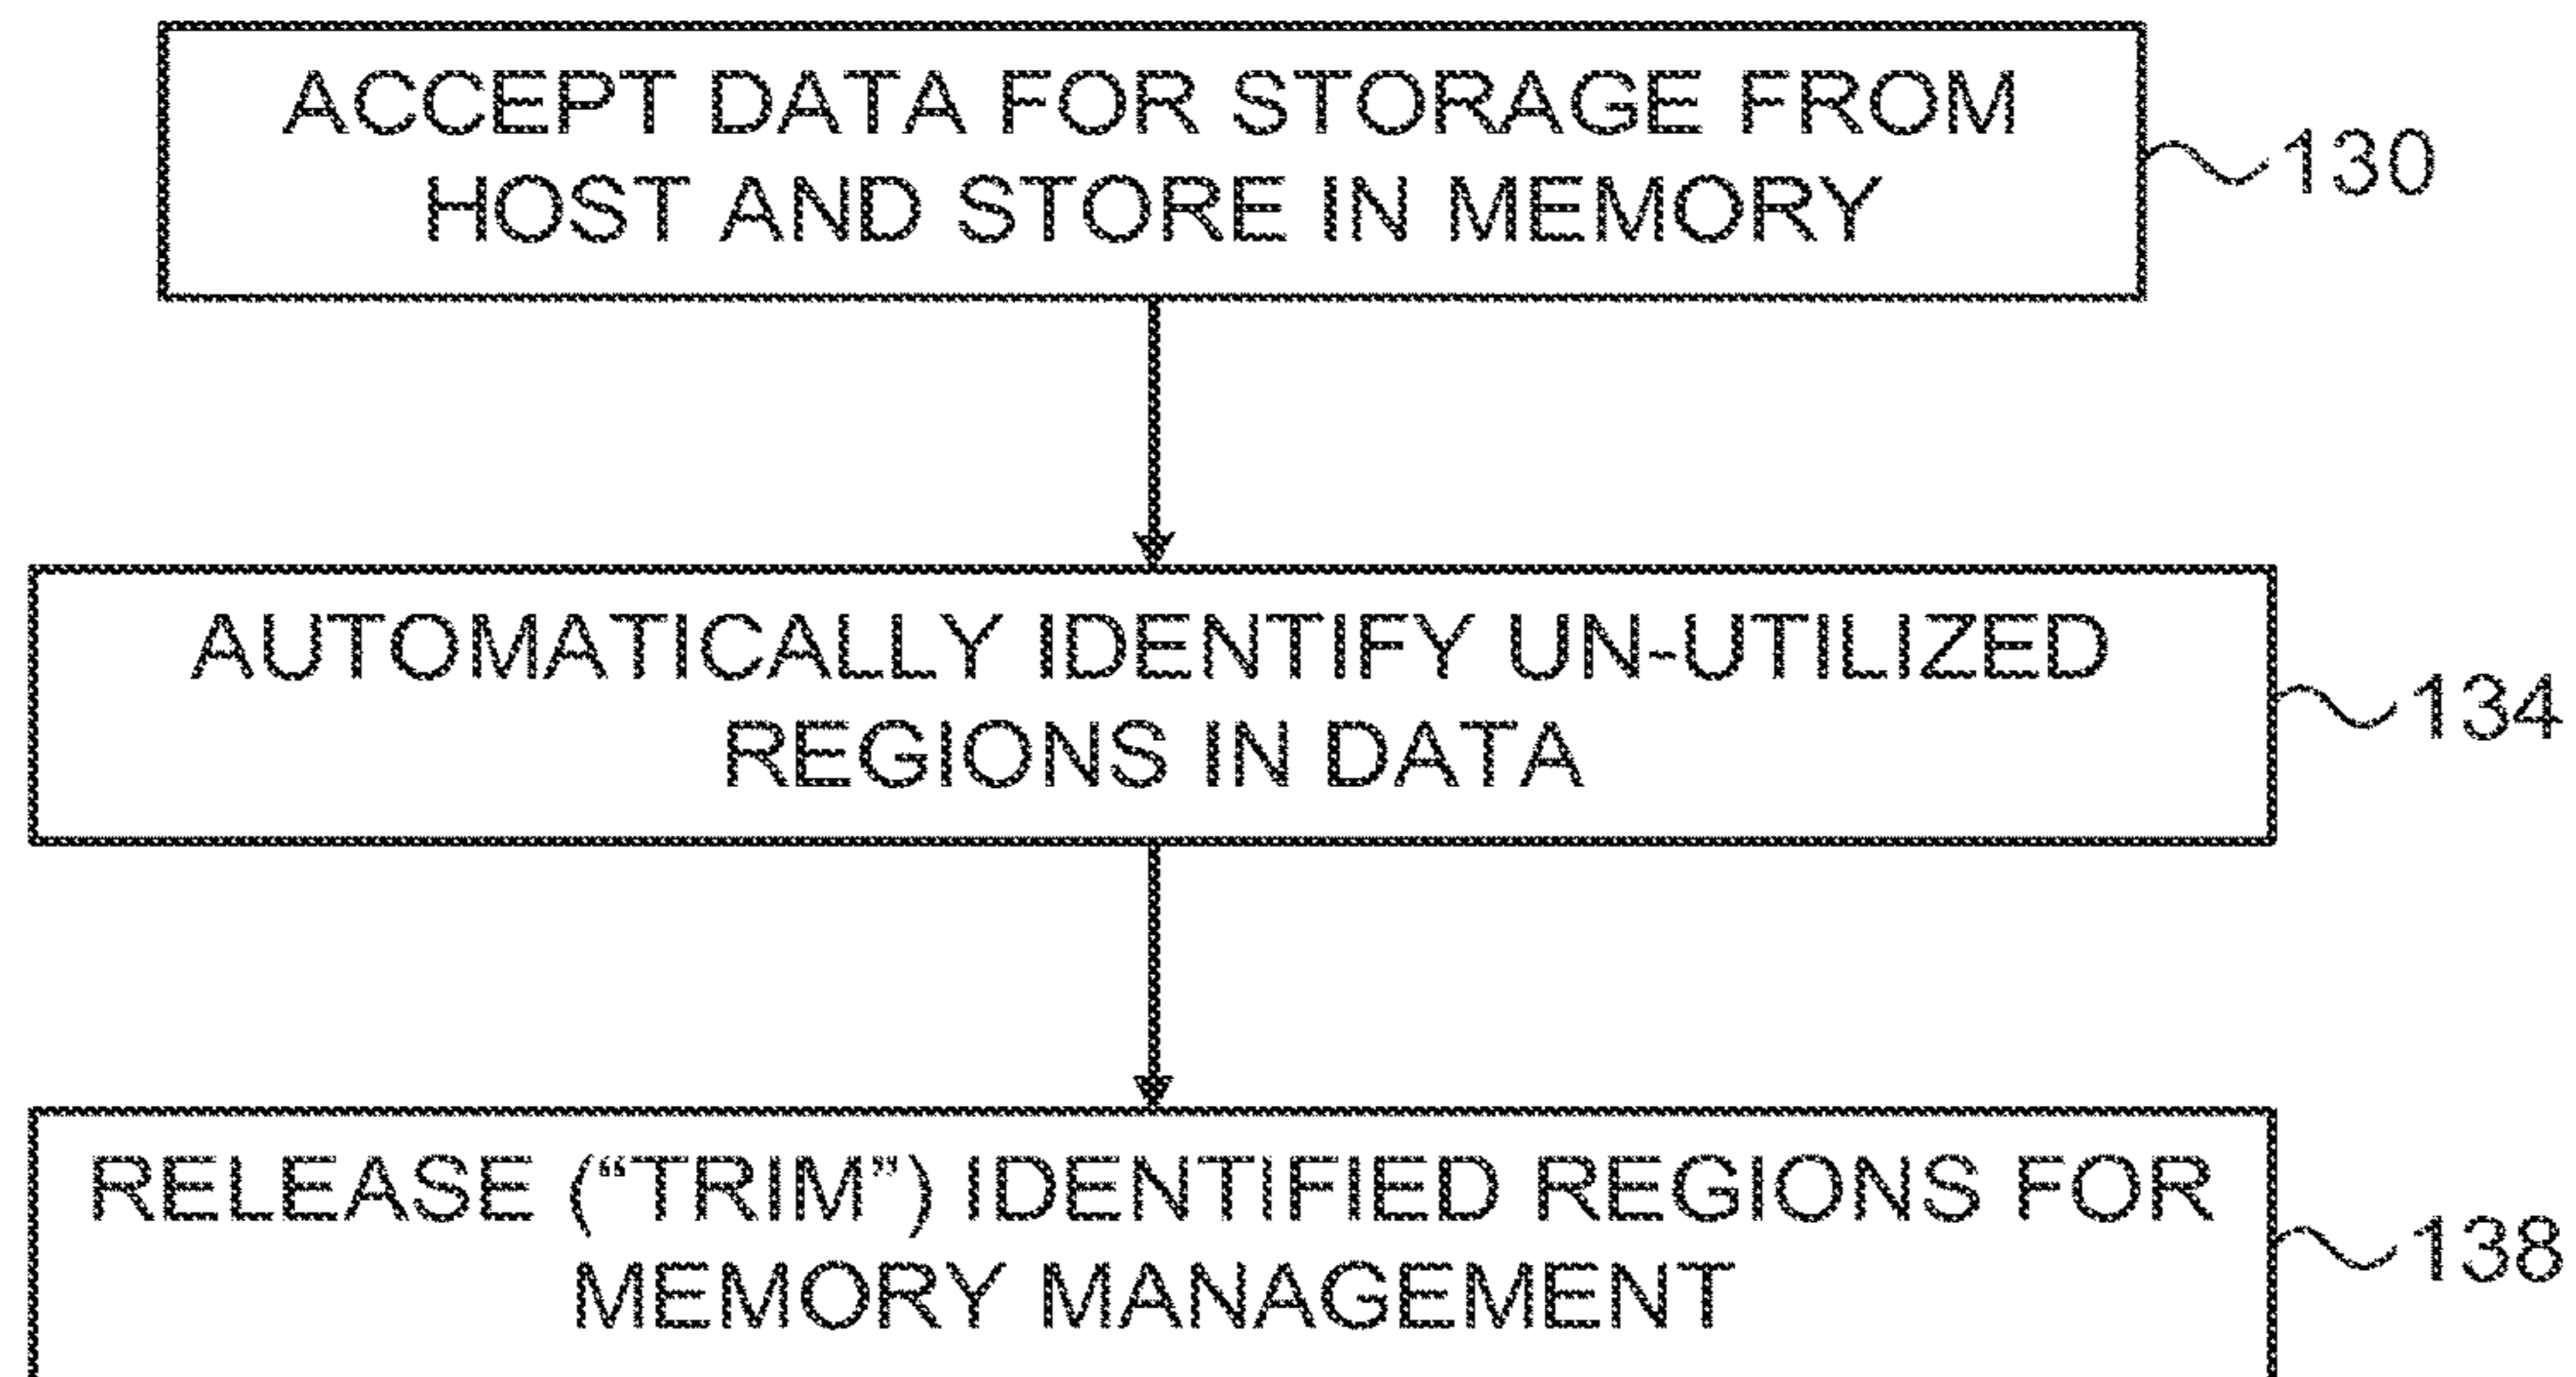 ACCEPT DATA FOR STORAGE FROM
HOST AND STORE IN MEMORY
130
AUTOMATICALLY IDENTIFY UN-UTILIZED
REGIONS IN DATA
134
RELEASE (“TRIM”) IDENTIFIED REGIONS FOR
MEMORY MANAGEMENT
138